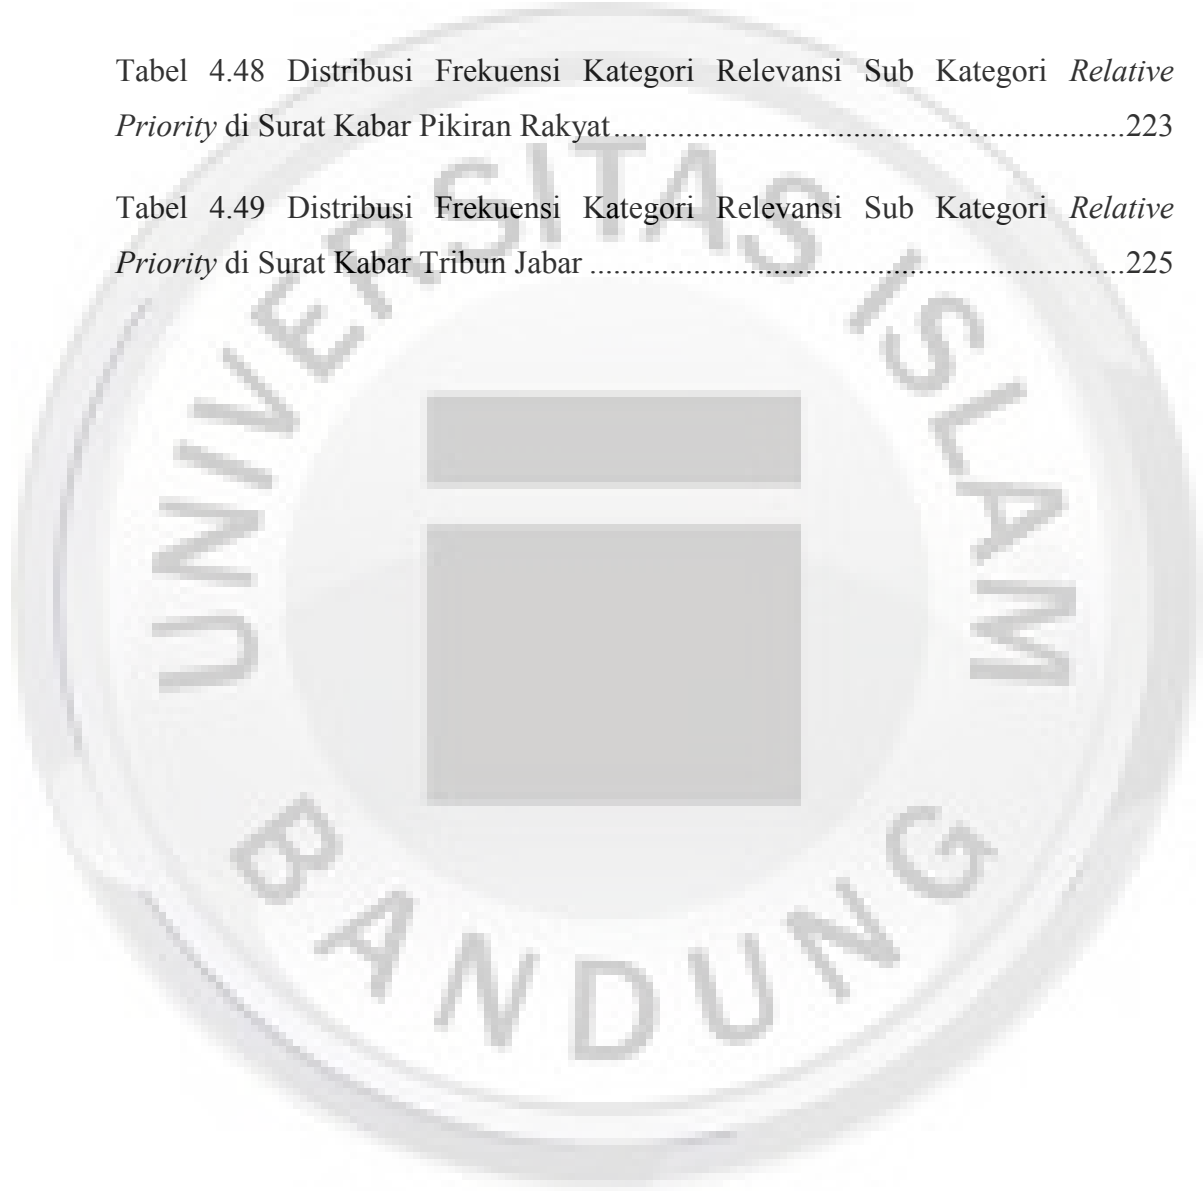 Tabel 4.48 Distribusi Frekuensi Kategori Relevansi Sub Kategori Relative
Priority di Surat Kabar Pikiran Rakyat.................................................................223
Tabel 4.49 Distribusi Frekuensi Kategori Relevansi Sub Kategori Relative
Priority di Surat Kabar Tribun Jabar ....................................................................225
UNIVERSITAS ISLAM
BANDUNG